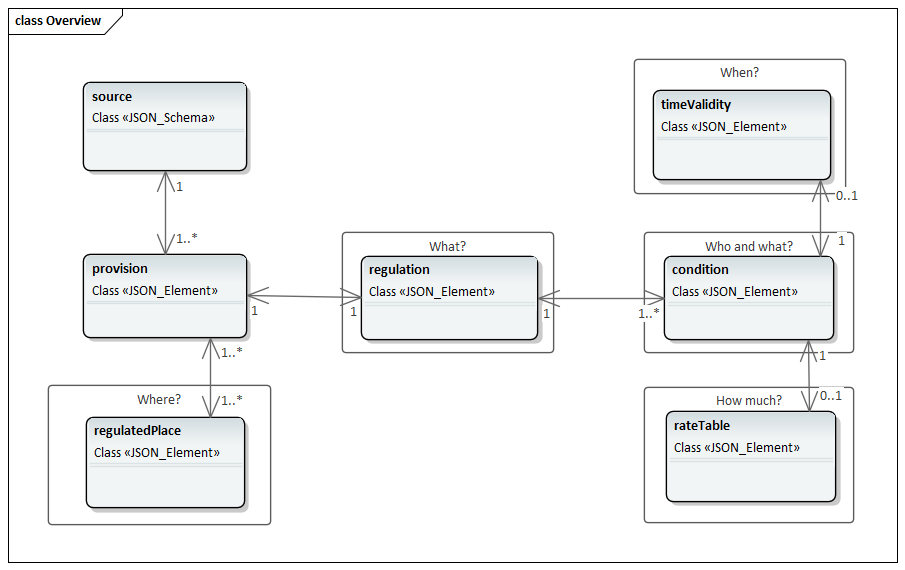 class Overview
source
Class «JSON_Schema»
1
1..*
provision
Class «JSON_Element»
1
1..*
Where?
1..*
regulatedPlace
Class «JSON_Element»
What?
regulation
Class «JSON_Element»
1
1
When?
timeValidity
Class «JSON_Element»
0..1
Who and what?
1
condition
Class «JSON_Element»
1..*
1
How much?
0..1
rateTable
Class «JSON_Element»